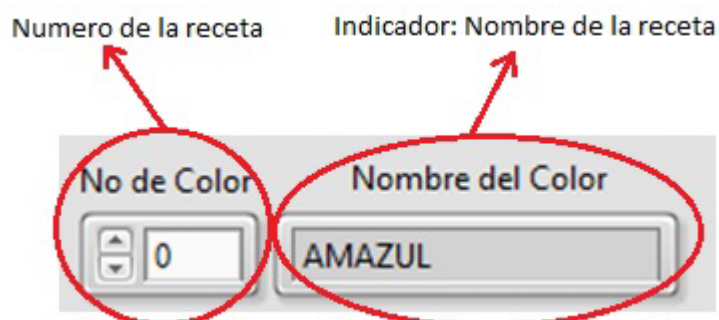 Numero de la receta
Indicador: Nombre de la receta
No de Color
Nombre del Color
0
AMAZUL